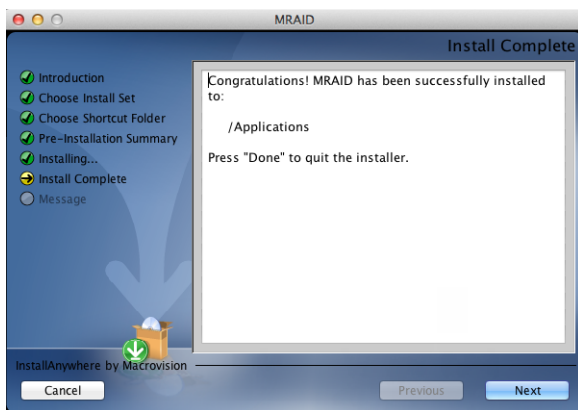 MRAID
Install Complete
Introduction
Choose Install Set
Choose Shortcut Folder
Pre-Installation Summary
Installing...
Install Complete
Message
Congratulations! MRAID has been successfully installed
to:
/Applications
Press "Done" to quit the installer.
InstallAnywhere by Macrovision
Cancel
Previous
Next